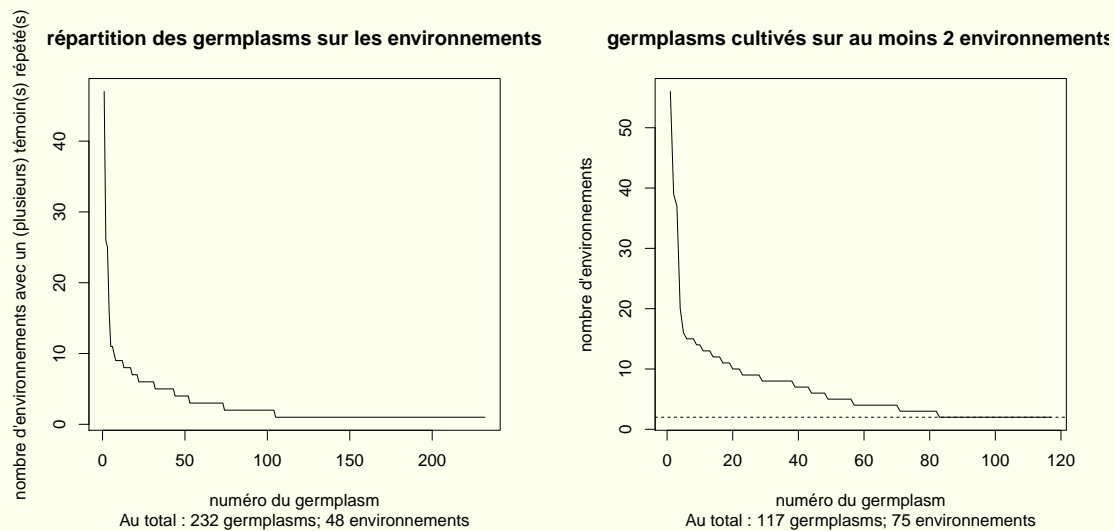 répartition des germplasms sur les environnements
nombre d'environnements avec un (plusieurs) témoin(s) répété(s)
40
30
20
10
0
0 50 100 150 200
numéro du germplasm
Au total : 232 germplasms; 48 environnements
germplasms cultivés sur au moins 2 environnements
nombre d'environnements
50
40
30
20
10
0
0 20 40 60 80 100 120
numéro du germplasm
Au total : 117 germplasms; 75 environnements